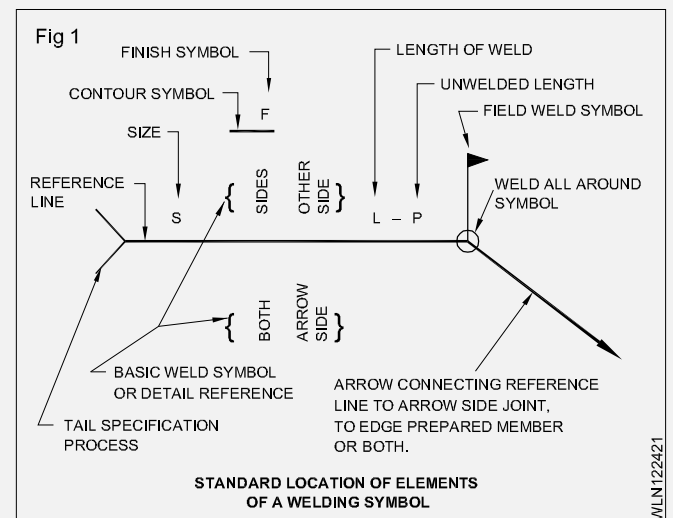 Fig 1
FINISH SYMBOL
CONTOUR SYMBOL
F
SIZE
REFERENCE
LINE
S
SIDES
OTHER
SIDE
LENGTH OF WELD
UNWELDED LENGTH
FIELD WELD SYMBOL
L – P
WELD ALL AROUND
SYMBOL
BOTH
ARROW
SIDE
BASIC WELD SYMBOL
OR DETAIL REFERENCE
TAIL SPECIFICATION
PROCESS
ARROW CONNECTING REFERENCE
LINE TO ARROW SIDE JOINT,
TO EDGE PREPARED MEMBER
OR BOTH.
STANDARD LOCATION OF ELEMENTS
OF A WELDING SYMBOL
WLN122421